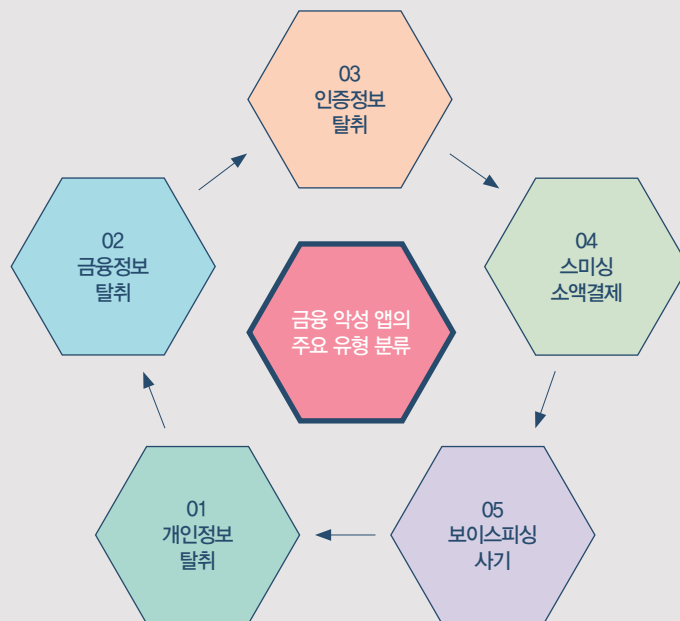 03
인증정보
탈취
02
금융정보
탈취
04
스미싱
소액결제
금융 악성 앱의
주요 유형 분류
01
개인정보
탈취
05
보이스피싱
사기